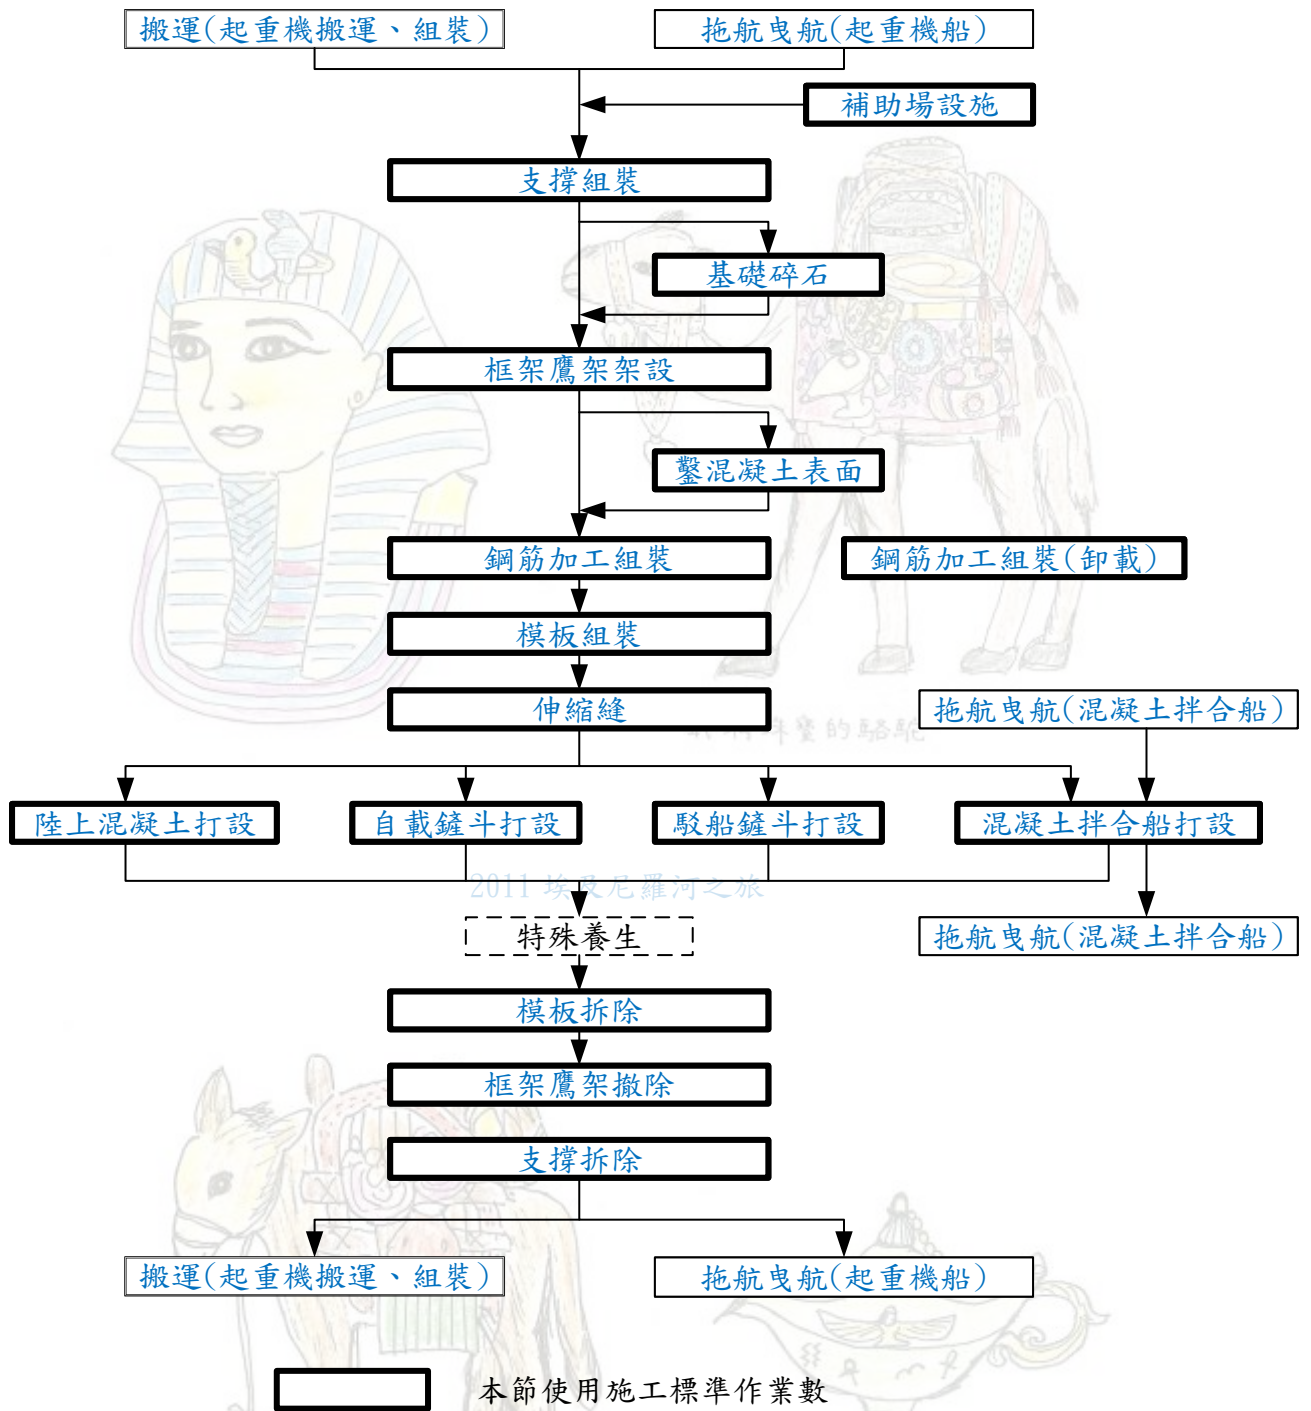 搬運(起重機搬運、組裝)
拖航曳航(起重機船)
補助場設施
支撐組裝
基礎碎石
框架鷹架架設
鑿混凝土表面
鋼筋加工組裝
鋼筋加工組裝(卸載)
模板組裝
伸縮縫
拖航曳航(混凝土拌合船)
的駱駝
陸上混凝土打設
自載鏟斗打設
駁船鏟斗打設
混凝土拌合船打設
2011 埃及尼羅河之旅
特殊養生
拖航曳航(混凝土拌合船)
模板拆除
框架鷹架撤除
支撐拆除
搬運(起重機搬運、組裝)
拖航曳航(起重機船)
本節使用施工標準作業數